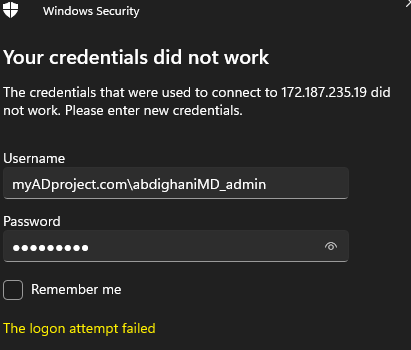 Windows Security
Your credentials did not work
The credentials that were used to connect to 172.187.235.19 did
not work. Please enter new credentials.
Username
myADproject.com\abdighaniMD_admin
Password
●●●●●●●●●
Remember me
The logon attempt failed